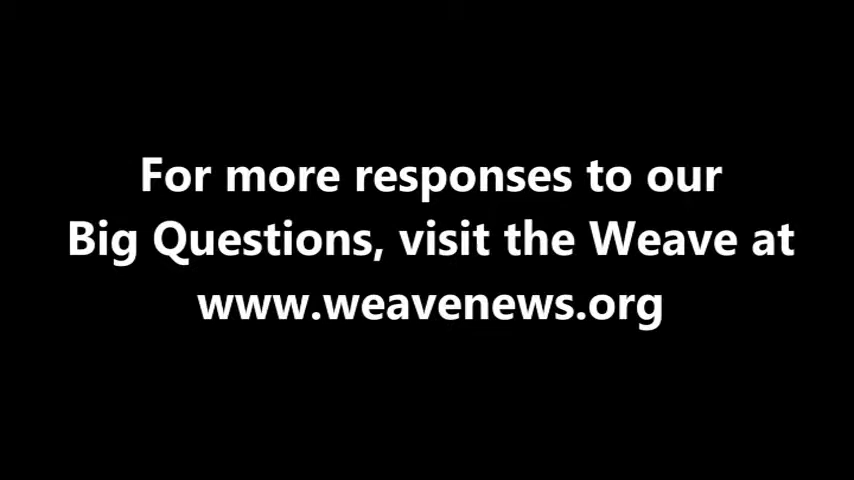 For more responses to our
Big Questions, visit the Weave at
www.weavenews.org